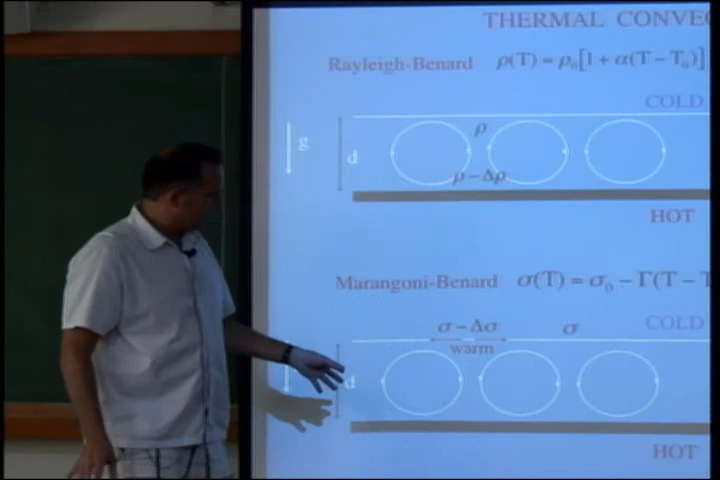 THERMAL CONVEC
Rayleigh-Benard ρ(T) = ρ₀[1 + α(T − T₀)]
COLD
g
d
ρ
ρ − Δρ
HOT
Marangoni-Benard σ(T) = σ₀ − Γ(T − T
σ − Δσ σ COLD
warm
d
HOT